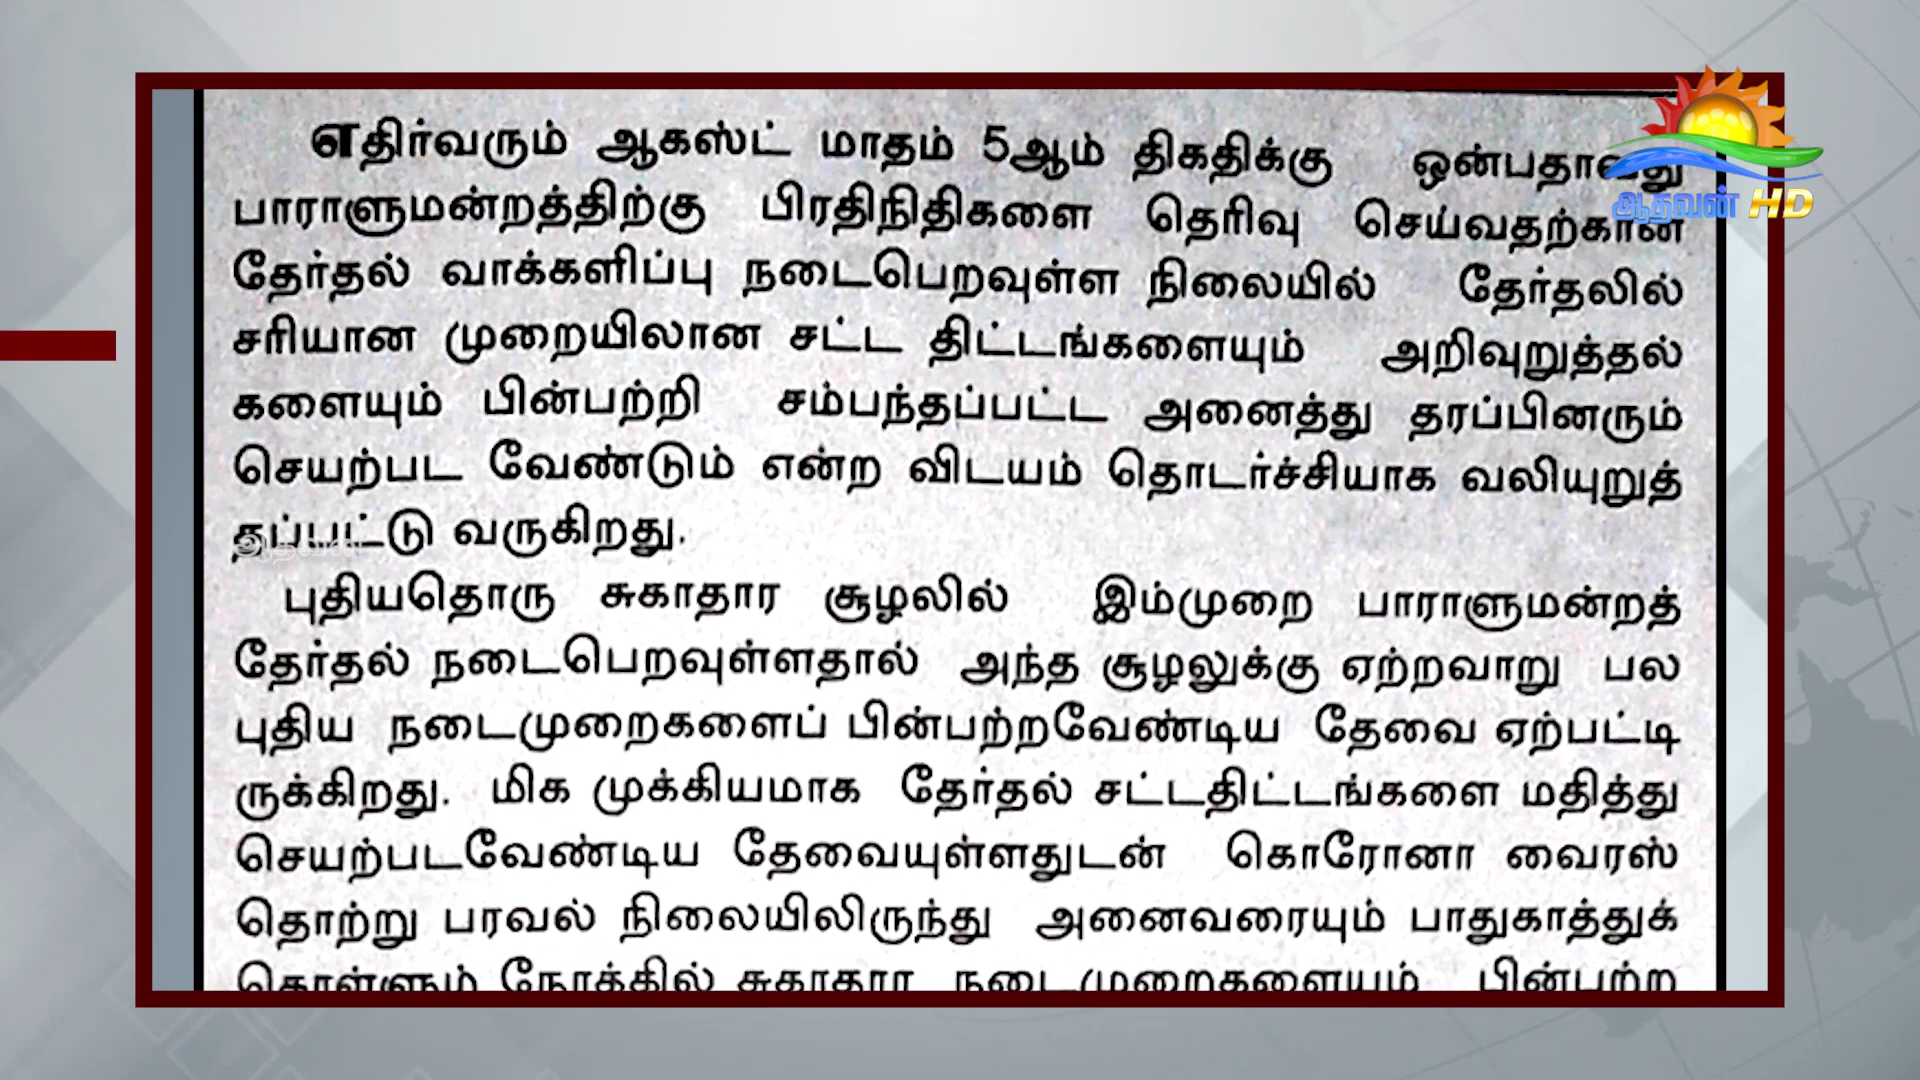 எதிர்வரும் ஆகஸ்ட் மாதம் 5ஆம் திகதிக்கு ஒன்பதாவது
பாராளுமன்றத்திற்கு பிரதிநிதிகளை தெரிவு செய்வதற்கான
தேர்தல் வாக்களிப்பு நடைபெறவுள்ள நிலையில் தேர்தலில்
சரியான முறையிலான சட்ட திட்டங்களையும் அறிவுறுத்தல்
களையும் பின்பற்றி சம்பந்தப்பட்ட அனைத்து தரப்பினரும்
செயற்பட வேண்டும் என்ற விடயம் தொடர்ச்சியாக வலியுறுத்
தப்பட்டு வருகிறது.
புதியதொரு சுகாதார சூழலில் இம்முறை பாராளுமன்றத்
தேர்தல் நடைபெறவுள்ளதால் அந்த சூழலுக்கு ஏற்றவாறு பல
புதிய நடைமுறைகளைப் பின்பற்றவேண்டிய தேவை ஏற்பட்டி
ருக்கிறது. மிக முக்கியமாக தேர்தல் சட்டதிட்டங்களை மதித்து
செயற்படவேண்டிய தேவையுள்ளதுடன் கொரோனா வைரஸ்
தொற்று பரவல் நிலையிலிருந்து அனைவரையும் பாதுகாத்துக்
கொள்ளும் நோக்கில் சுகாதார நடைமுறைகளையும் பின்பற்ற
ஆதவன் HD
ஆதவன்